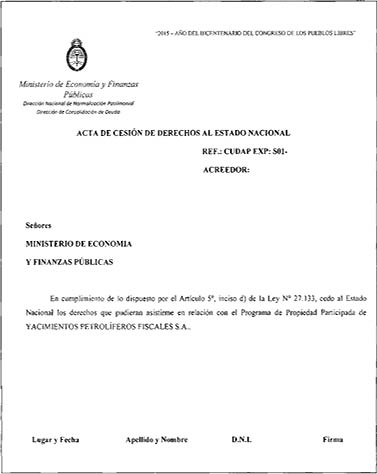 "2015 - AÑO DEL BICENTENARIO DEL CONGRESO DE LOS PUEBLOS LIBRES"
Ministerio de Economía y Finanzas
Públicas
Dirección Nacional de Normalización Patrimonial
Dirección de Consolidación de Deuda
ACTA DE CESIÓN DE DERECHOS AL ESTADO NACIONAL
REF.: CUDAP EXP: S01-
ACREEDOR:
Señores
MINISTERIO DE ECONOMIA
Y FINANZAS PÚBLICAS
En cumplimiento de lo dispuesto por el Artículo 5º, inciso d) de la Ley Nº 27.133, cedo al Estado
Nacional los derechos que pudieran asistirme en relación con el Programa de Propiedad Participada de
YACIMIENTOS PETROLÍFEROS FISCALES S.A..
Lugar y Fecha Apellido y Nombre D.N.I. Firma